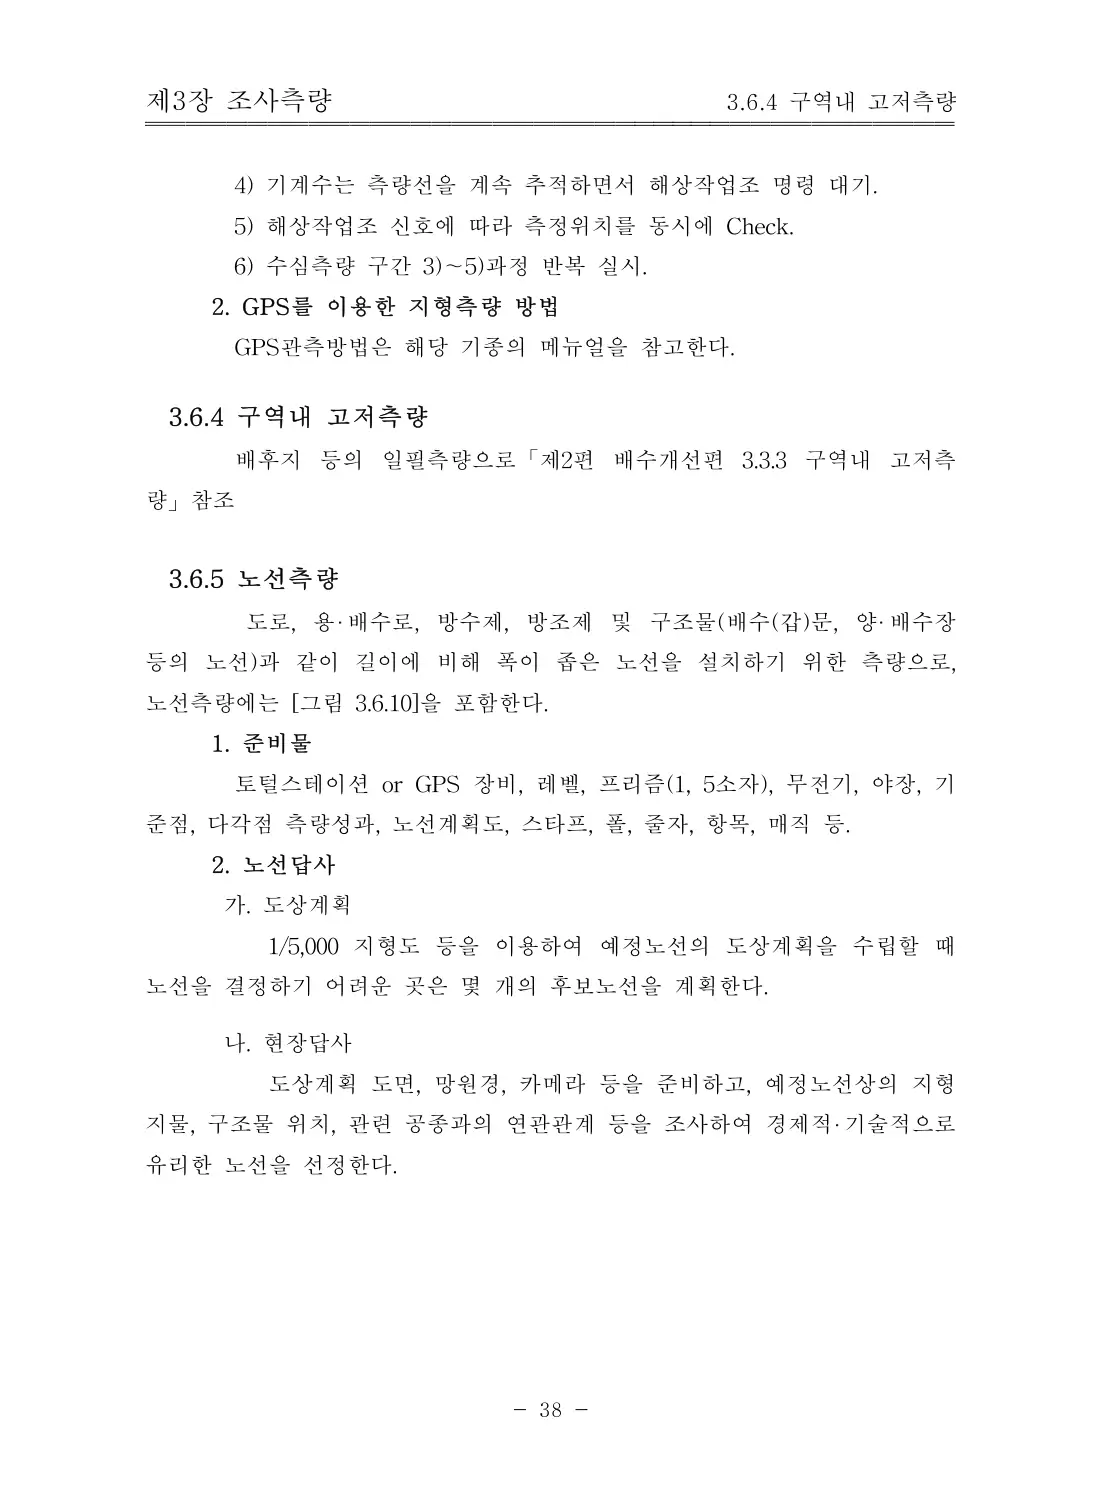 제3장 조사측량
3.6.4 구역내 고저측량
4) 기계수는 측량선을 계속 추적하면서 해상작업조 명령 대기.
5) 해상작업조 신호에 따라 측정위치를 동시에 Check.
6) 수심측량 구간 3)~5)과정 반복 실시.
2. GPS를 이용한 지형측량 방법
GPS관측방법은 해당 기종의 메뉴얼을 참고한다.
3.6.4 구역내 고저측량
배후지 등의 일필측량으로「제2편 배수개선편 3.3.3 구역내 고저측
량」참조
3.6.5 노선측량
도로, 용·배수로, 방수제, 방조제 및 구조물(배수(갑)문, 양·배수장
등의 노선)과 같이 길이에 비해 폭이 좁은 노선을 설치하기 위한 측량으로,
노선측량에는 [그림 3.6.10]을 포함한다.
1. 준비물
토털스테이션 or GPS 장비, 레벨, 프리즘(1, 5소자), 무전기, 야장, 기
준점, 다각점 측량성과, 노선계획도, 스타프, 폴, 줄자, 항목, 매직 등.
2. 노선답사
가. 도상계획
1/5,000 지형도 등을 이용하여 예정노선의 도상계획을 수립할 때
노선을 결정하기 어려운 곳은 몇 개의 후보노선을 계획한다.
나. 현장답사
도상계획 도면, 망원경, 카메라 등을 준비하고, 예정노선상의 지형
지물, 구조물 위치, 관련 공종과의 연관관계 등을 조사하여 경제적·기술적으로
유리한 노선을 선정한다.
- 38 -